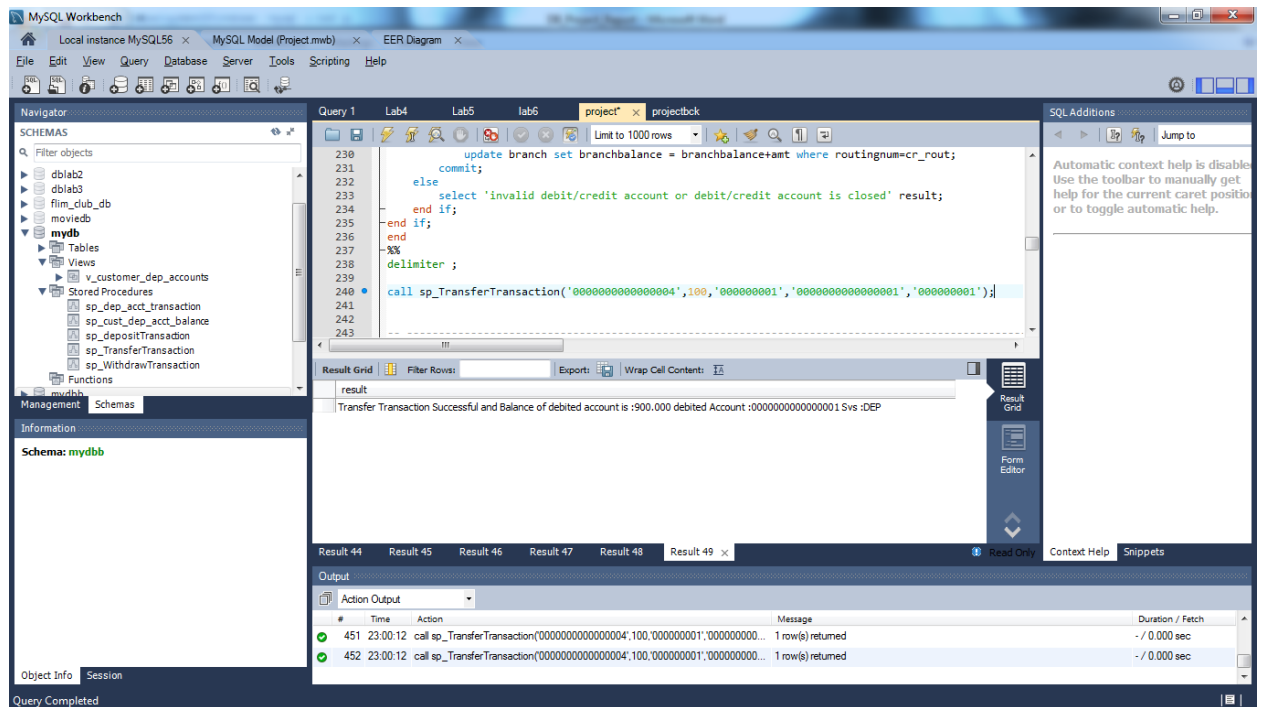 MySQL Workbench
Local instance MySQL56 MySQL Model (Project.mwb) EER Diagram
File Edit View Query Database Server Tools Scripting Help
Navigator
SCHEMAS
Filter objects
dblab2
dblab3
flim_club_db
moviedb
mydb
Tables
Views
v_customer_dep_accounts
Stored Procedures
sp_dep_acct_transaction
sp_cust_dep_acct_balance
sp_depositTransaction
sp_TransferTransaction
sp_WithdrawTransaction
Functions
mydbb
Management Schemas
Information
Schema: mydbb
Object Info Session
Query Completed
Query 1 Lab4 Lab5 lab6 project* projectbck
Limit to 1000 rows
230 update branch set branchbalance = branchbalance+amt where routingnum=cr_rout;
231 commit;
232 else
233 select 'invalid debit/credit account or debit/credit account is closed' result;
234 end if;
235 end if;
236 end
237 %%
238 delimiter ;
239
240 call sp_TransferTransaction('0000000000000004',100,'000000001','0000000000000001','000000001');
241
242
243 -- --------------------------------------------------------------------------------
Result Grid Filter Rows: Export: Wrap Cell Content:
result
Transfer Transaction Successful and Balance of debited account is :900.000 debited Account :0000000000000001 Svs :DEP
Result Grid
Form Editor
Result 44 Result 45 Result 46 Result 47 Result 48 Result 49
Read Only
Output
Action Output
# Time Action Message Duration / Fetch
451 23:00:12 call sp_TransferTransaction('0000000000000004',100,'000000001','000000000... 1 row(s) returned - / 0.000 sec
452 23:00:12 call sp_TransferTransaction('0000000000000004',100,'000000001','000000000... 1 row(s) returned - / 0.000 sec
SQL Additions
Jump to
Automatic context help is disable
Use the toolbar to manually get
help for the current caret positio
or to toggle automatic help.
Context Help Snippets